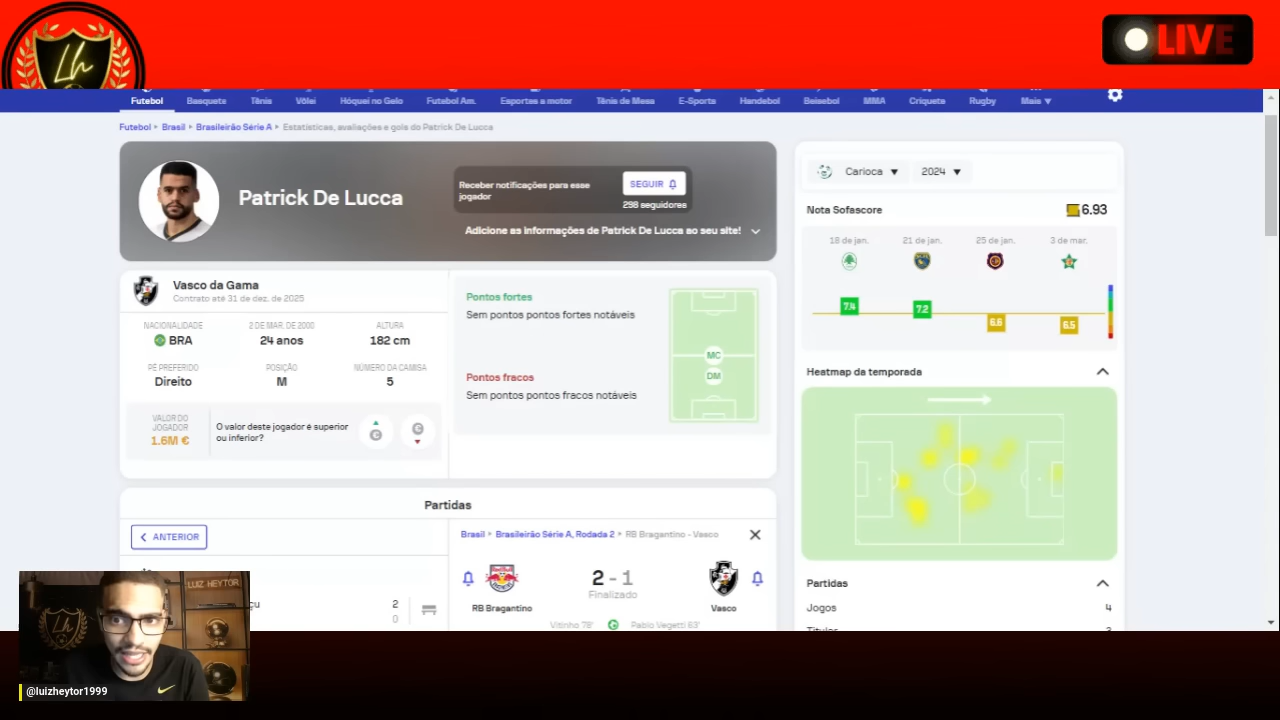 Lh
LIVE
Futebol Basquete Tênis Vôlei Hóquei no Gelo Futebol Am. Esportes a motor Tênis de Mesa E-Sports Handebol Beisebol MMA Críquete Rugby Mais
Futebol Brasil Brasileirão Série A Estatísticas, avaliações e gols do Patrick De Lucca
Patrick De Lucca
Receber notificações para esse jogador
SEGUIR
298 seguidores
Adicione as informações de Patrick De Lucca ao seu site!
Vasco da Gama
Contrato até 31 de dez. de 2025
NACIONALIDADE 2 DE MAR. DE 2000 ALTURA
BRA 24 anos 182 cm
PÉ PREFERIDO POSIÇÃO NÚMERO DA CAMISA
Direito M 5
VALOR DO JOGADOR
1.6M €
O valor deste jogador é superior
ou inferior?
Pontos fortes
Sem pontos pontos fortes notáveis
Pontos fracos
Sem pontos pontos fracos notáveis
MC
DM
Carioca 2024
Nota Sofascore 6.93
18 de jan. 21 de jan. 25 de jan. 3 de mar.
7.4 7.2 6.6 6.5
Heatmap da temporada
Partidas
Jogos 4
Partidas
ANTERIOR
Brasil Brasileirão Série A, Rodada 2 RB Bragantino - Vasco
2 - 1
Finalizado
RB Bragantino Vasco
Vitinho 78' Pablo Vegetti 63'
2
0
LUIZ HEYTOR
@luizheytor1999